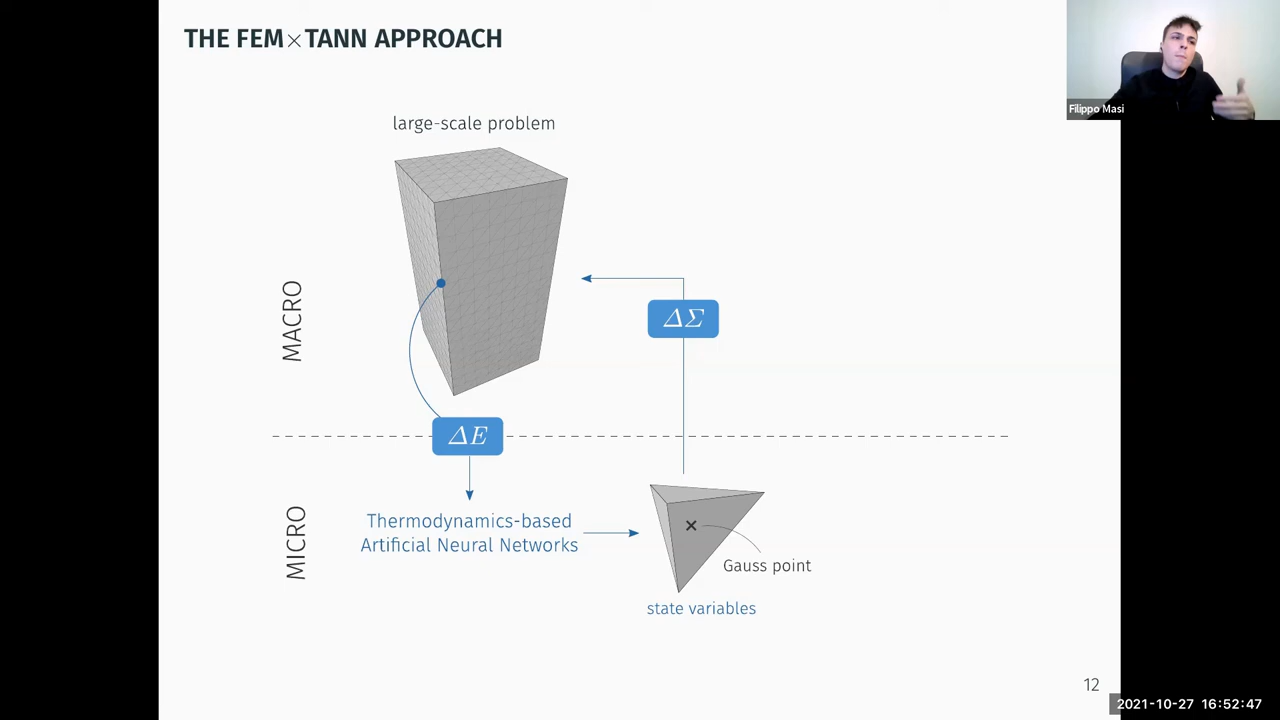 THE FEM×TANN APPROACH
Filippo Masi
large-scale problem
MACRO
ΔΣ
ΔE
MICRO
Thermodynamics-based
Artificial Neural Networks
Gauss point
state variables
12
2021-10-27 16:52:47